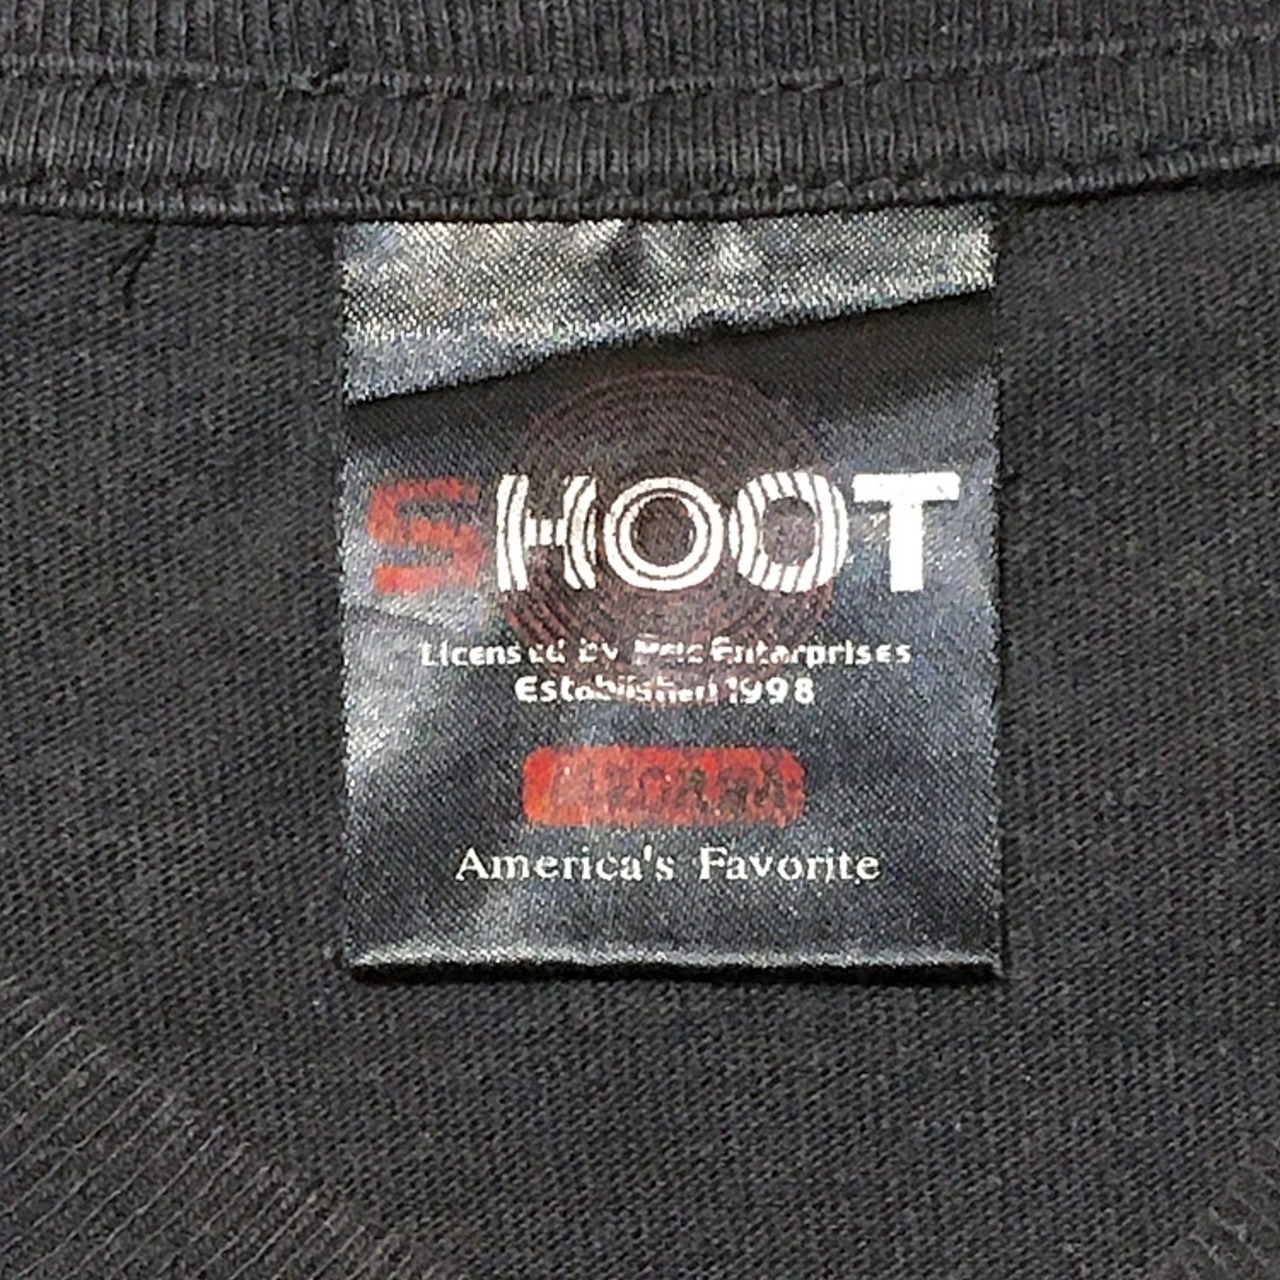 SHOOT
Licensed by Enterprises
Established 1998
America's Favorite